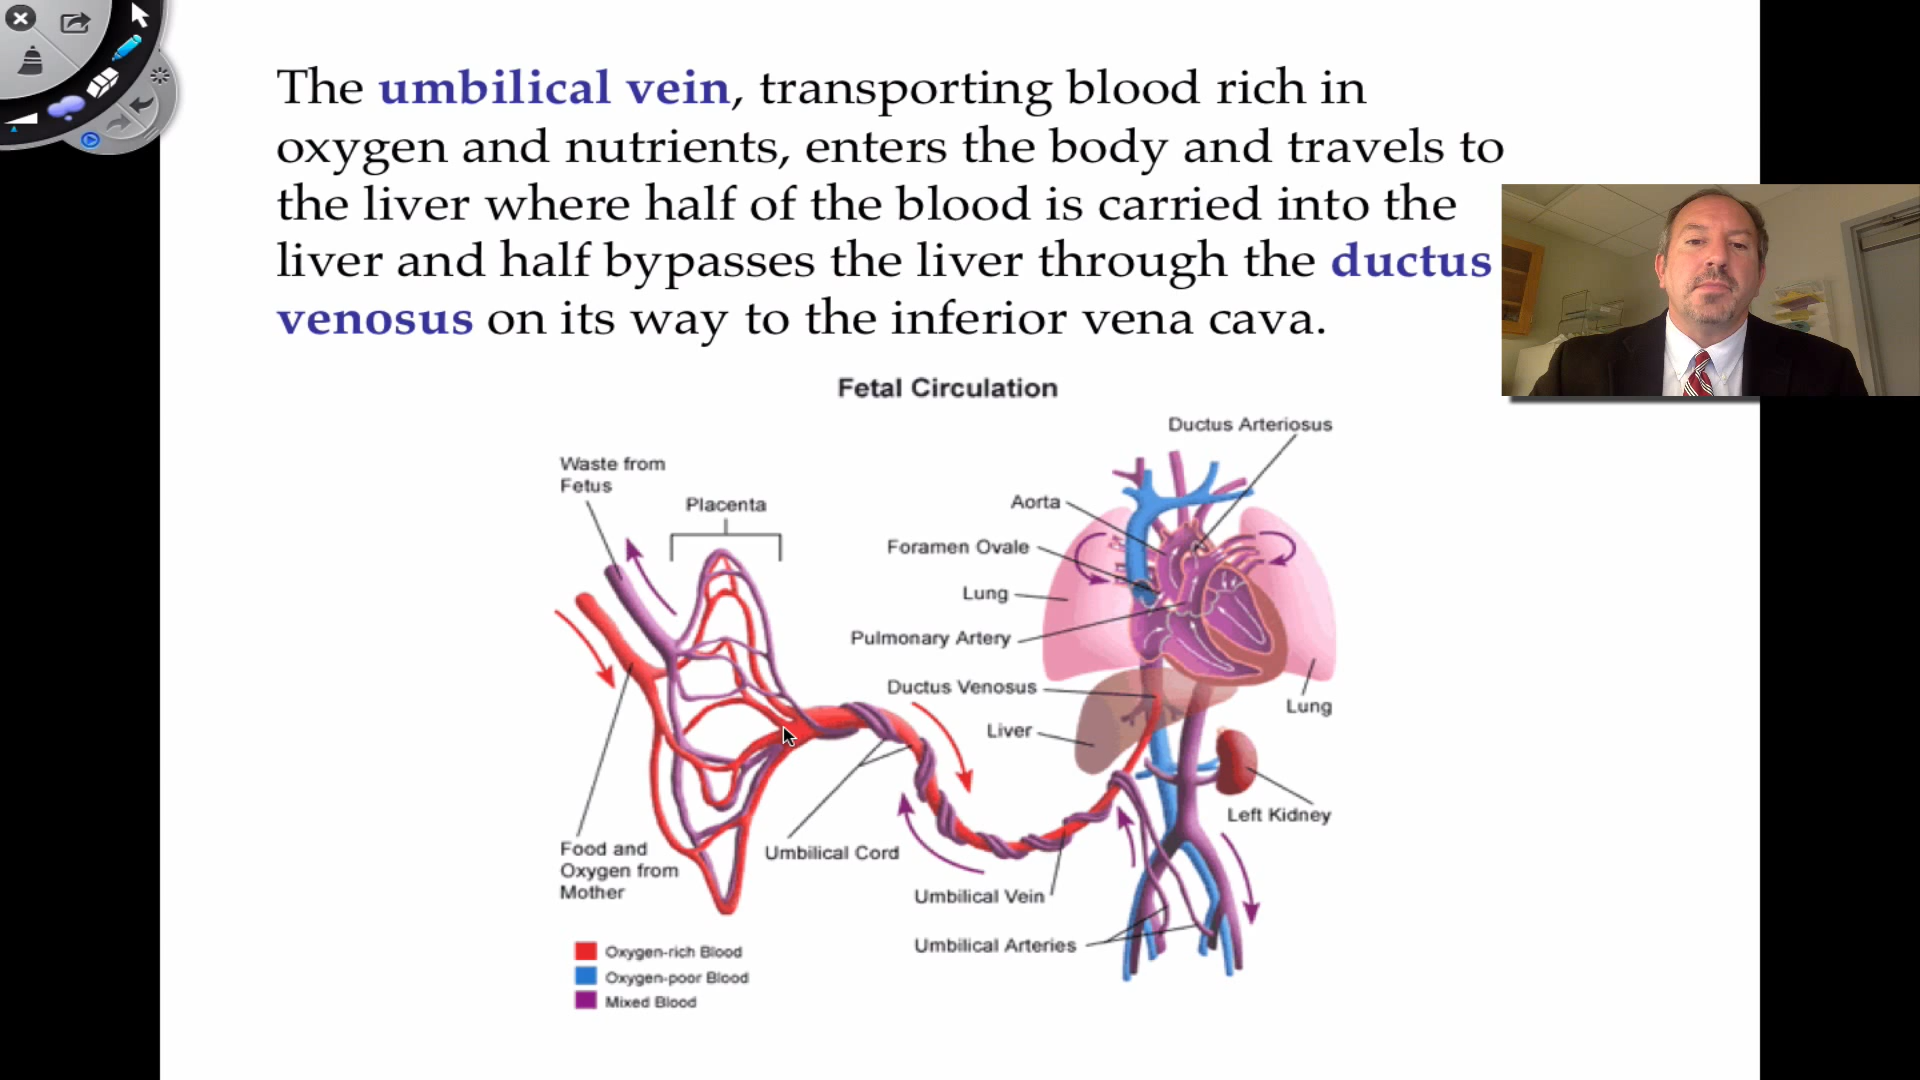 The umbilical vein, transporting blood rich in
oxygen and nutrients, enters the body and travels to
the liver where half of the blood is carried into the
liver and half bypasses the liver through the ductus
venosus on its way to the inferior vena cava.
Fetal Circulation
Ductus Arteriosus
Waste from
Fetus
Placenta
Aorta
Foramen Ovale
Lung
Pulmonary Artery
Ductus Venosus
Lung
Liver
Left Kidney
Food and
Oxygen from
Mother
Umbilical Cord
Umbilical Vein
Umbilical Arteries
Oxygen-rich Blood
Oxygen-poor Blood
Mixed Blood